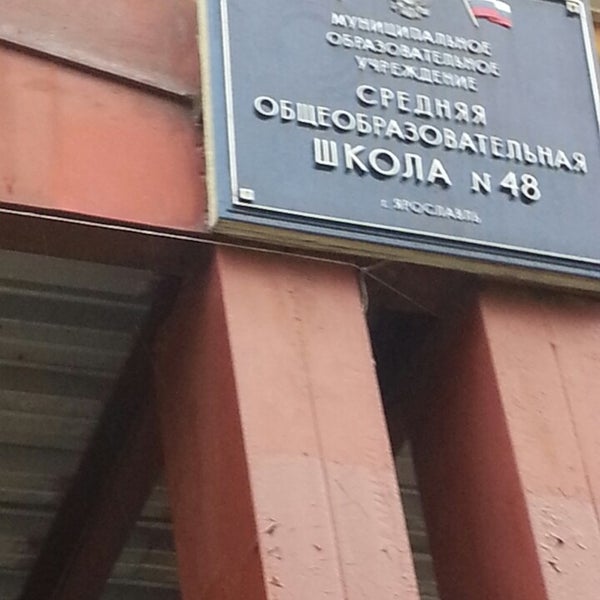 МУНИЦИПАЛЬНОЕ
ОБРАЗОВАТЕЛЬНОЕ
УЧРЕЖДЕНИЕ
СРЕДНЯЯ
ОБЩЕОБРАЗОВАТЕЛЬНАЯ
ШКОЛА N 48
г. ЯРОСЛАВЛЬ